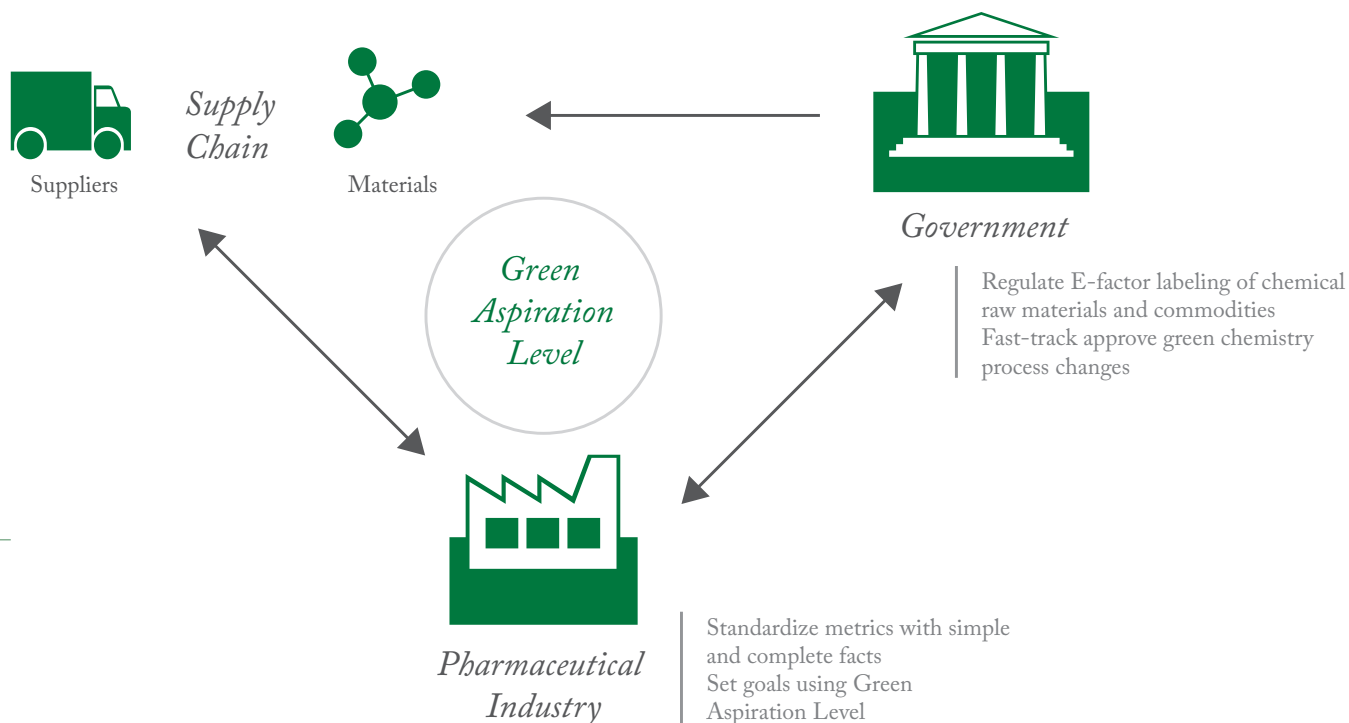 Supply
Chain
Suppliers
Materials
Government
Regulate E-factor labeling of chemical
raw materials and commodities
Fast-track approve green chemistry
process changes
Green
Aspiration
Level
Pharmaceutical
Industry
Standardize metrics with simple
and complete facts
Set goals using Green
Aspiration Level